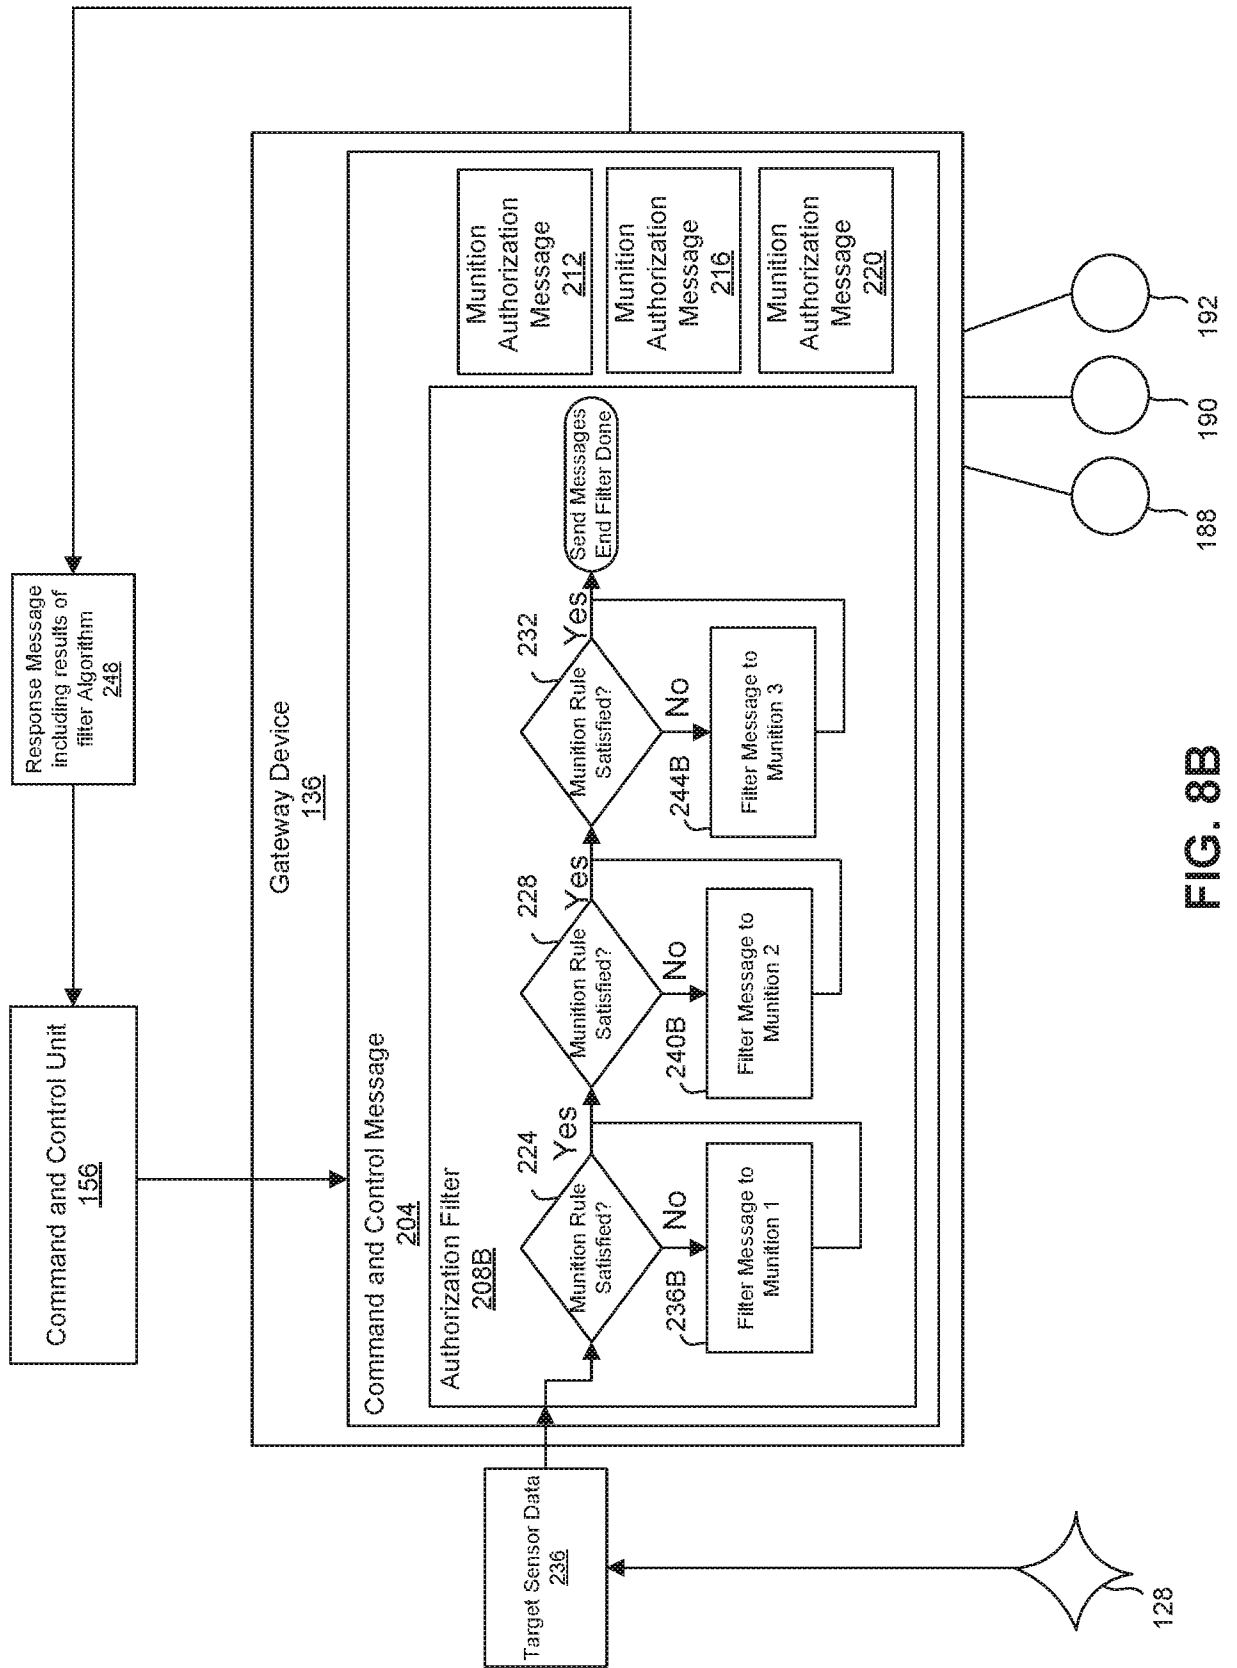 Command and Control Unit
156
Response Message
including results of
filter Algorithm
248
Gateway Device
136
Command and Control Message
204
Authorization Filter
208B
Target Sensor Data
236
128
Munition Rule
Satisfied?
224
Yes
No
236B
Filter Message to
Munition 1
Munition Rule
Satisfied?
228
Yes
No
240B
Filter Message to
Munition 2
Munition Rule
Satisfied?
232
Yes
No
244B
Filter Message to
Munition 3
Send Messages
End Filter Done
Munition
Authorization
Message
212
Munition
Authorization
Message
216
Munition
Authorization
Message
220
188
190
192
FIG. 8B